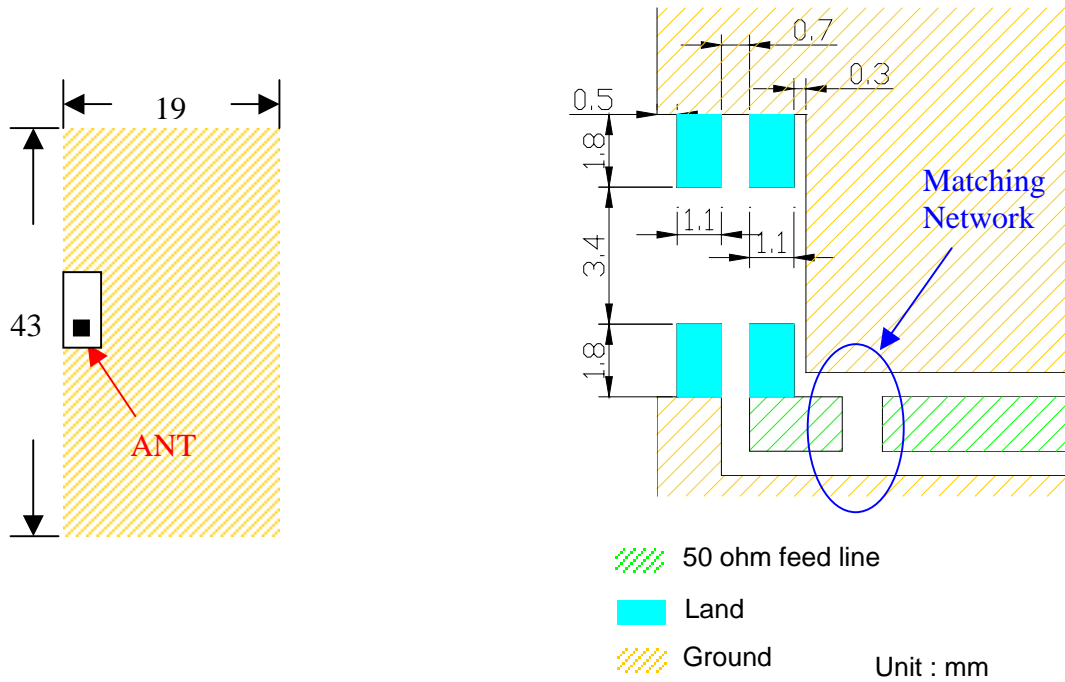 19
43
ANT
0.7
0.3
0.5
1.8
Matching
Network
1.1
1.1
3.4
1.8
50 ohm feed line
Land
Ground
Unit : mm